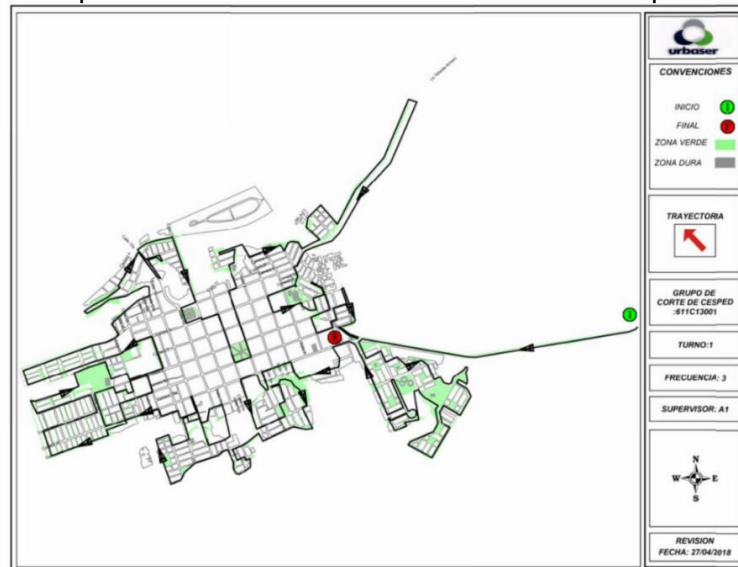 urbaser
CONVENCIONES
INICIO
FINAL
ZONA VERDE
ZONA DURA
TRAYECTORIA
GRUPO DE
CORTE DE CESPED
:611C13001
TURNO:1
FRECUENCIA: 3
SUPERVISOR: A1
N
W
E
S
REVISION
FECHA: 27/04/2018